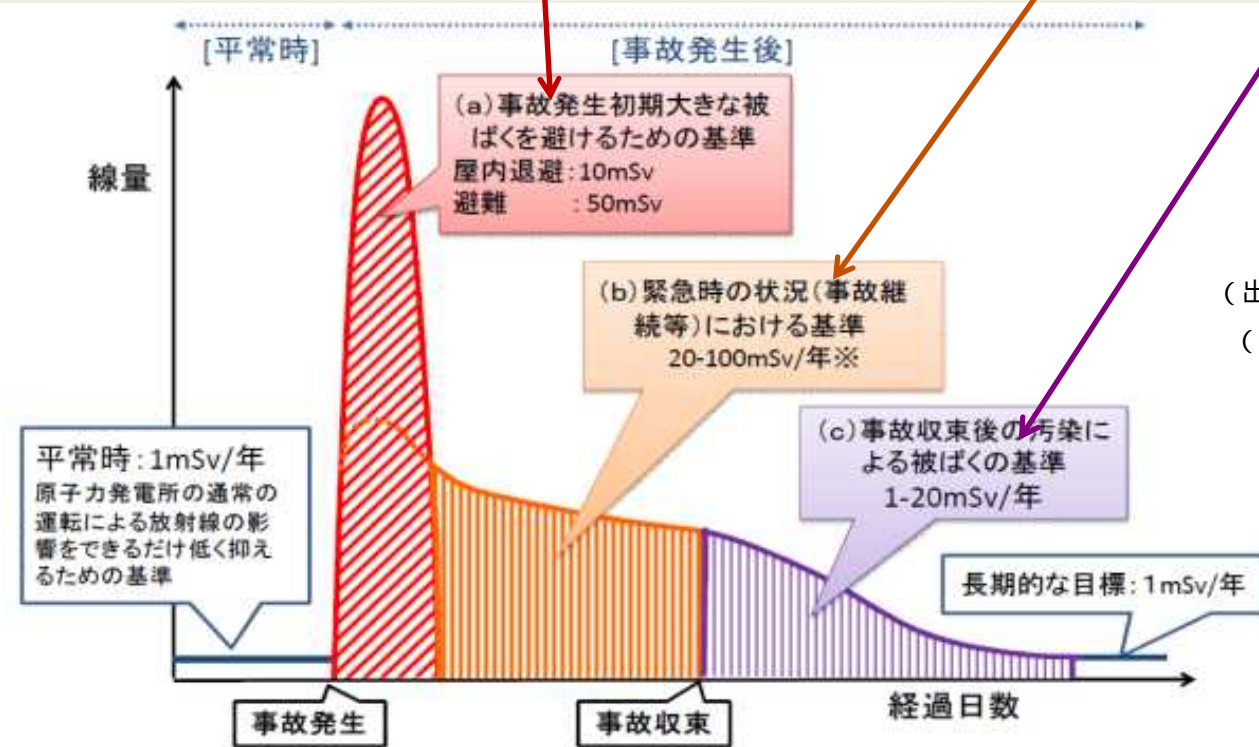 [平常時]
[事故発生後]
線量
(a)事故発生初期大きな被
ばくを避けるための基準
屋内退避:10mSv
避難 :50mSv
(b)緊急時の状況(事故継
続等)における基準
20-100mSv/年※
(c)事故収束後の汚染に
よる被ばくの基準
1-20mSv/年
平常時:1mSv/年
原子力発電所の通常の
運転による放射線の影
響をできるだけ低く抑え
るための基準
長期的な目標:1mSv/年
事故発生
事故収束
経過日数
(出
(